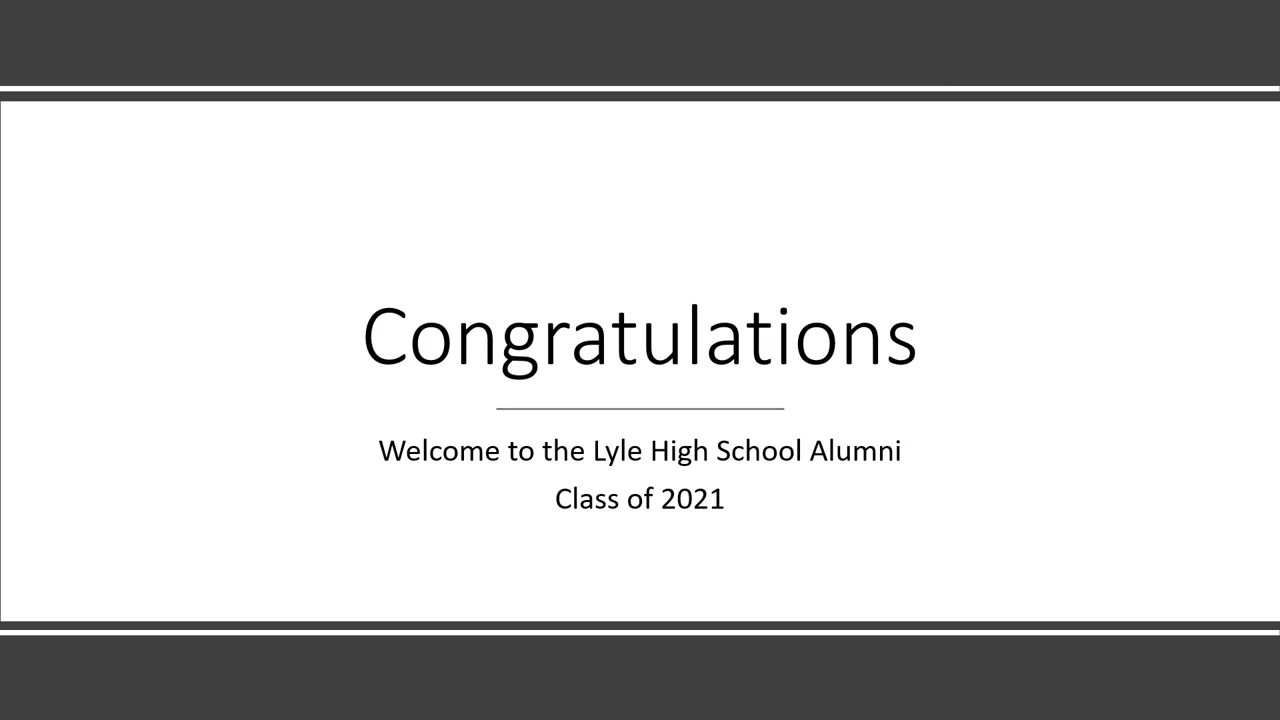 Congratulations
Welcome to the Lyle High School Alumni
Class of 2021